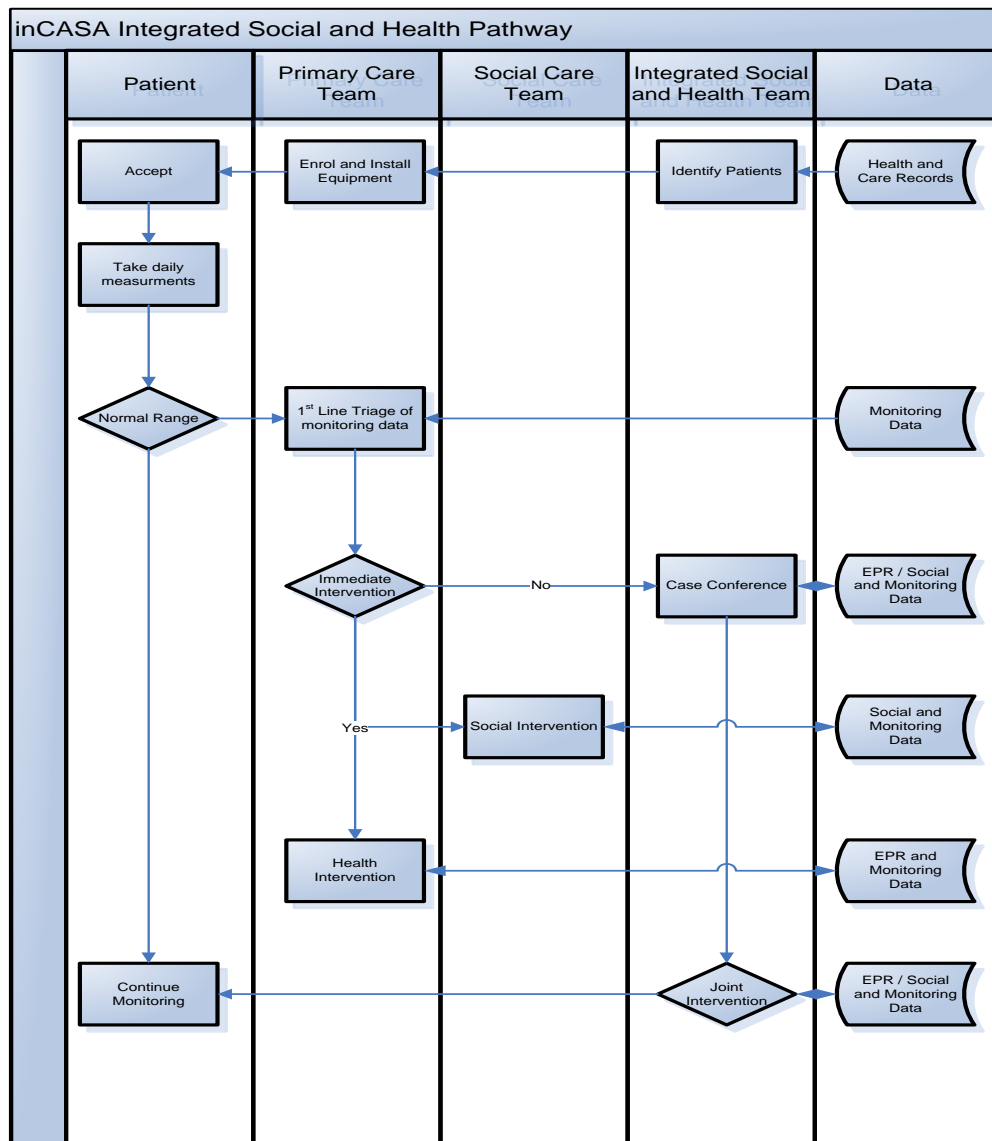 inCASA Integrated Social and Health Pathway
Patient
Primary Care
Team
Social Care
Team
Integrated Social
and Health Team
Data
Accept
Enrol and Install
Equipment
Identify Patients
Health and
Care Records
Take daily
measurments
Normal Range
1st Line Triage of
monitoring data
Monitoring
Data
Immediate
Intervention
No
Case Conference
EPR / Social
and Monitoring
Data
Yes
Social Intervention
Social and
Monitoring
Data
Health
Intervention
EPR and
Monitoring
Data
Continue
Monitoring
Joint
Intervention
EPR / Social
and Monitoring
Data